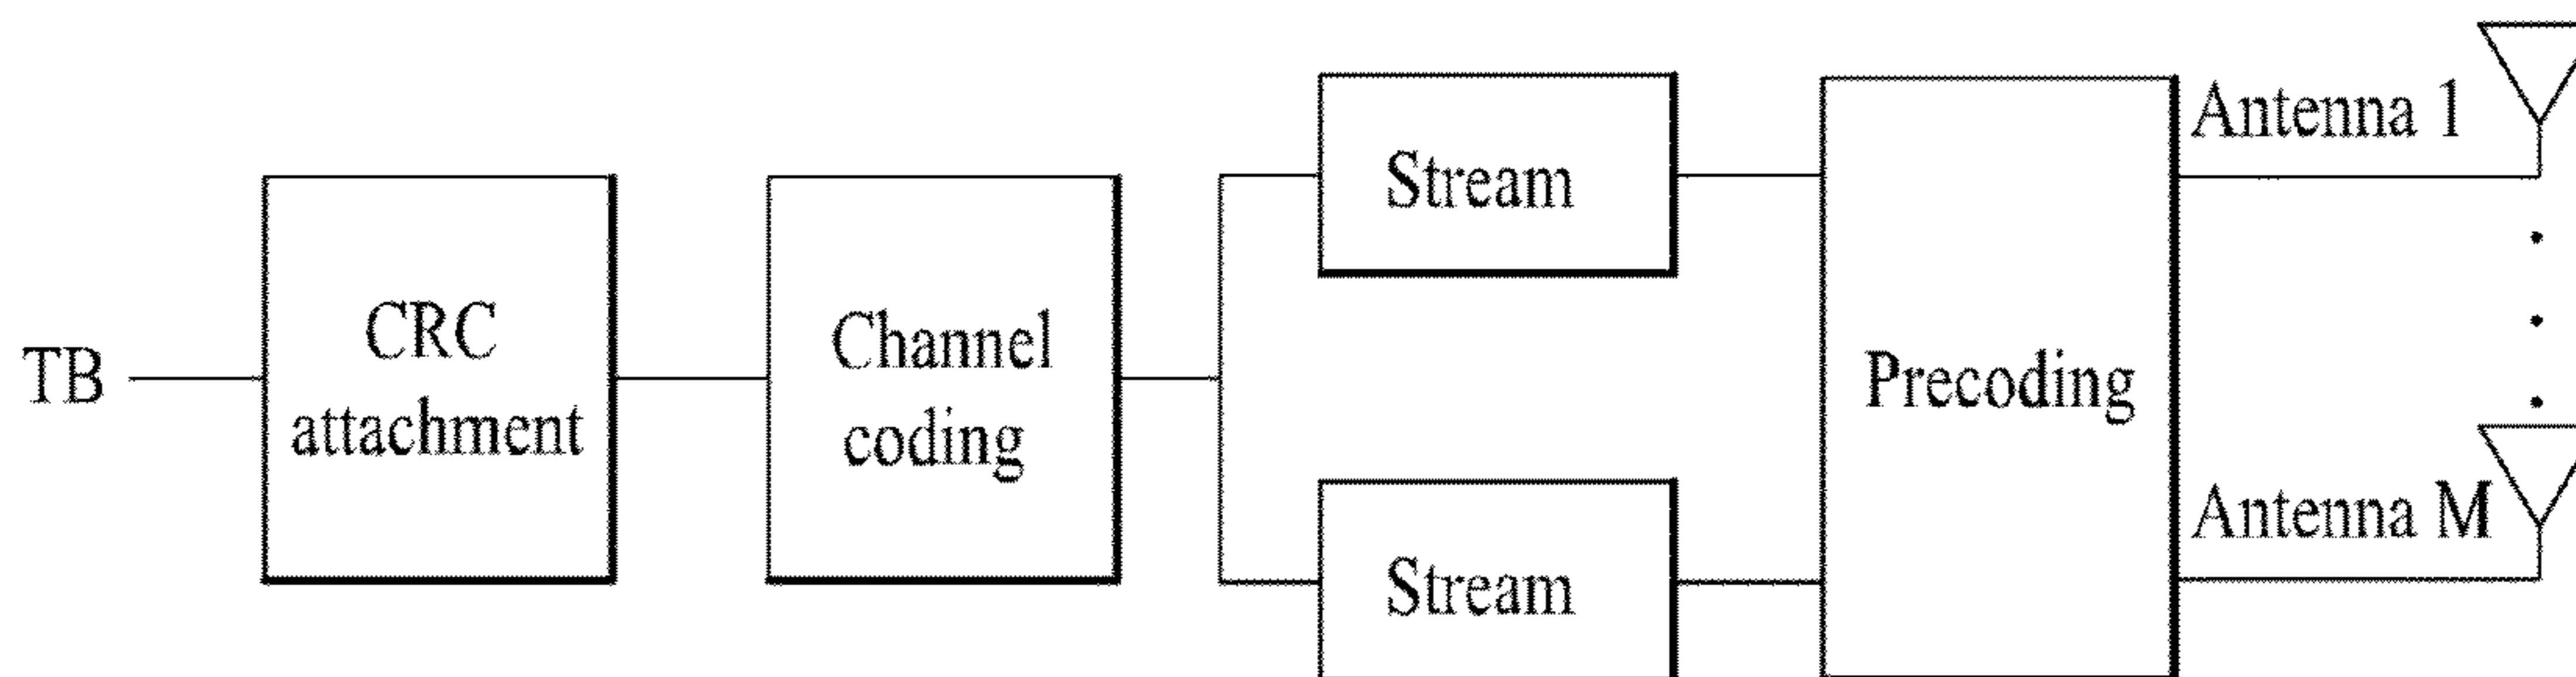 TB
CRC
attachment
Channel
coding
Stream
Stream
Precoding
Antenna 1
Antenna M